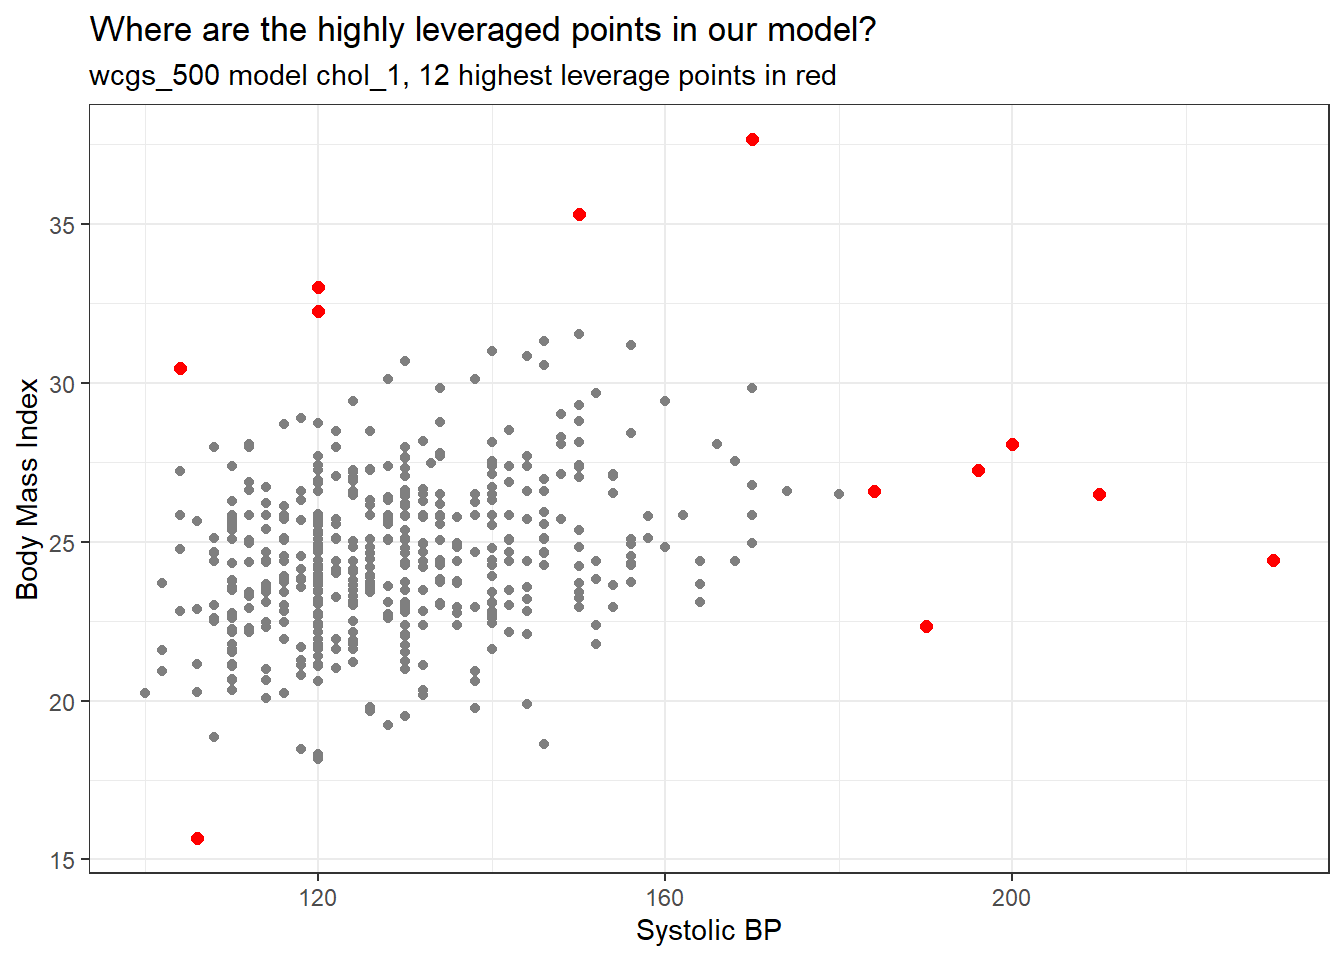 Where are the highly leveraged points in our model?
wcgs_500 model chol_1, 12 highest leverage points in red
35
30
25
20
15
Body Mass Index
120 160 200
Systolic BP